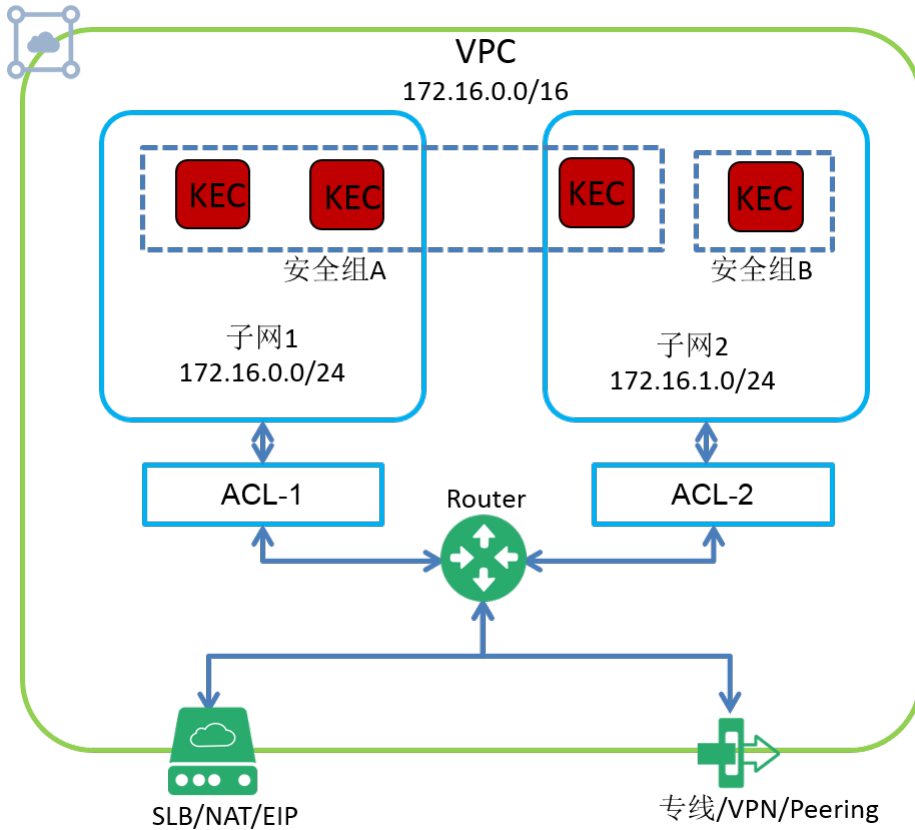 VPC
172.16.0.0/16
KEC
KEC
KEC
KEC
安全组A
安全组B
子网1
172.16.0.0/24
子网2
172.16.1.0/24
ACL-1
ACL-2
Router
SLB/NAT/EIP
专线/VPN/Peering